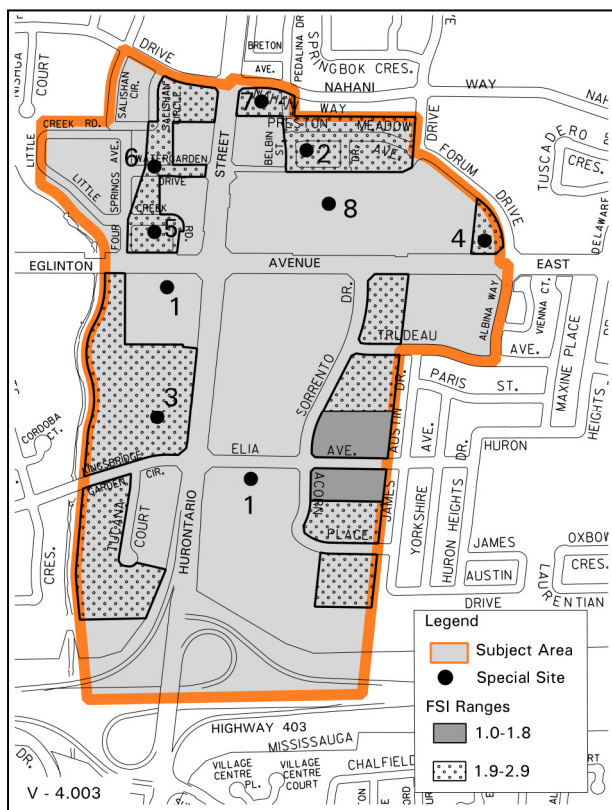 NISHGA
COURT
DRIVE
BRETON
AVE.
PEDALINA DR.
SPRINGBOK CRES.
NAHANI
WAY
NAH
SALISHAN
CIR.
SALISHAN
CIRCLE
7
WAY
PRESTON
MEADOW
AVE.
DR.
DRIVE
FORUM
DRIVE
TUSCADERO
CRES.
DELAWARE
CREEK RD.
LITTLE
LITTLE
CREEK
RD.
SPRINGS AVE.
FOUR
6
WATERGARDEN
DRIVE
STREET
BELBIN
ST.
2
8
4
5
EGLINTON
AVENUE
EAST
1
DR.
SORRENTO
TRUDEAU
ALBINA WAY
VIENNA CT.
AVE.
MAXINE PLACE
PARIS
ST.
HEIGHTS
3
CORDOBA
CT.
KINGSBRIDGE
GARDEN
CIR.
ELIA
AVE.
AUSTIN
DR.
AVE.
DR.
HURON
1
ACORN
PLACE
JAMES
YORKSHIRE
HURON HEIGHTS
TUCANA
COURT
HURONTARIO
CRES.
JAMES
AUSTIN
DRIVE
OXBOW
CRES.
LAURENTIAN
Legend
Subject Area
Special Site
FSI Ranges
1.0-1.8
1.9-2.9
HIGHWAY 403
MISSISSAUGA
VILLAGE
CENTRE
PL.
VILLAGE
CENTRE
COURT
CHALFIELD
DR.
RT
V - 4.003